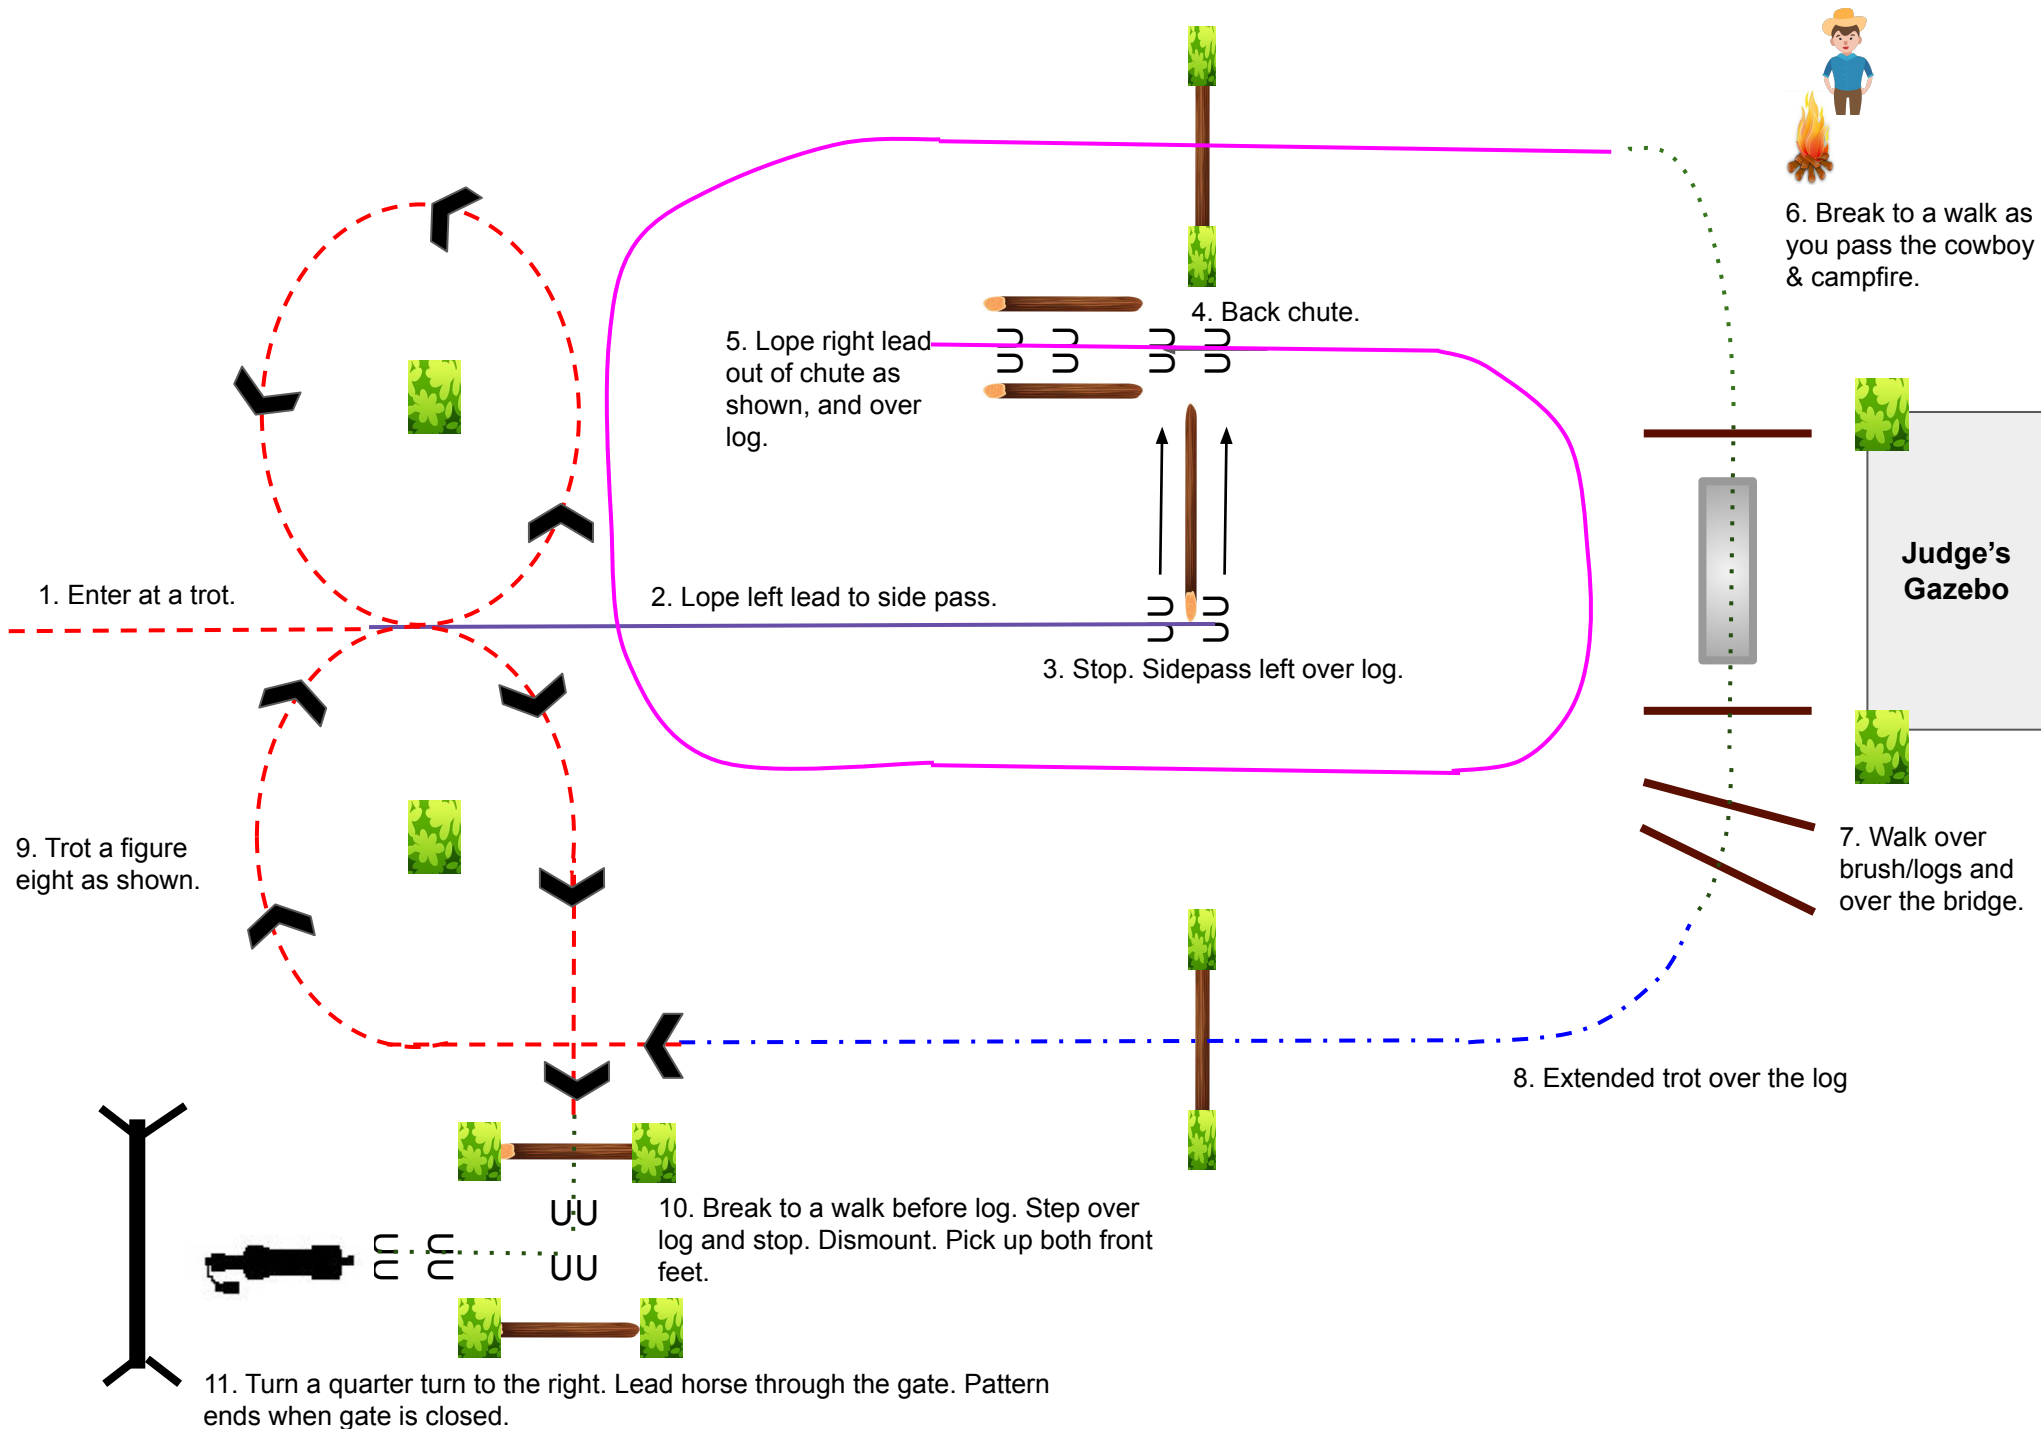 6. Break to a walk as
you pass the cowboy
& campfire.
4. Back chute.
5. Lope right lead
out of chute as
shown, and over
log.
Judge's
Gazebo
1. Enter at a trot.
2. Lope left lead to side pass.
3. Stop. Sidepass left over log.
9. Trot a figure
eight as shown.
7. Walk over
brush/logs and
over the bridge.
8. Extended trot over the log
10. Break to a walk before log. Step over
log and stop. Dismount. Pick up both front
feet.
11. Turn a quarter turn to the right. Lead horse through the gate. Pattern
ends when gate is closed.